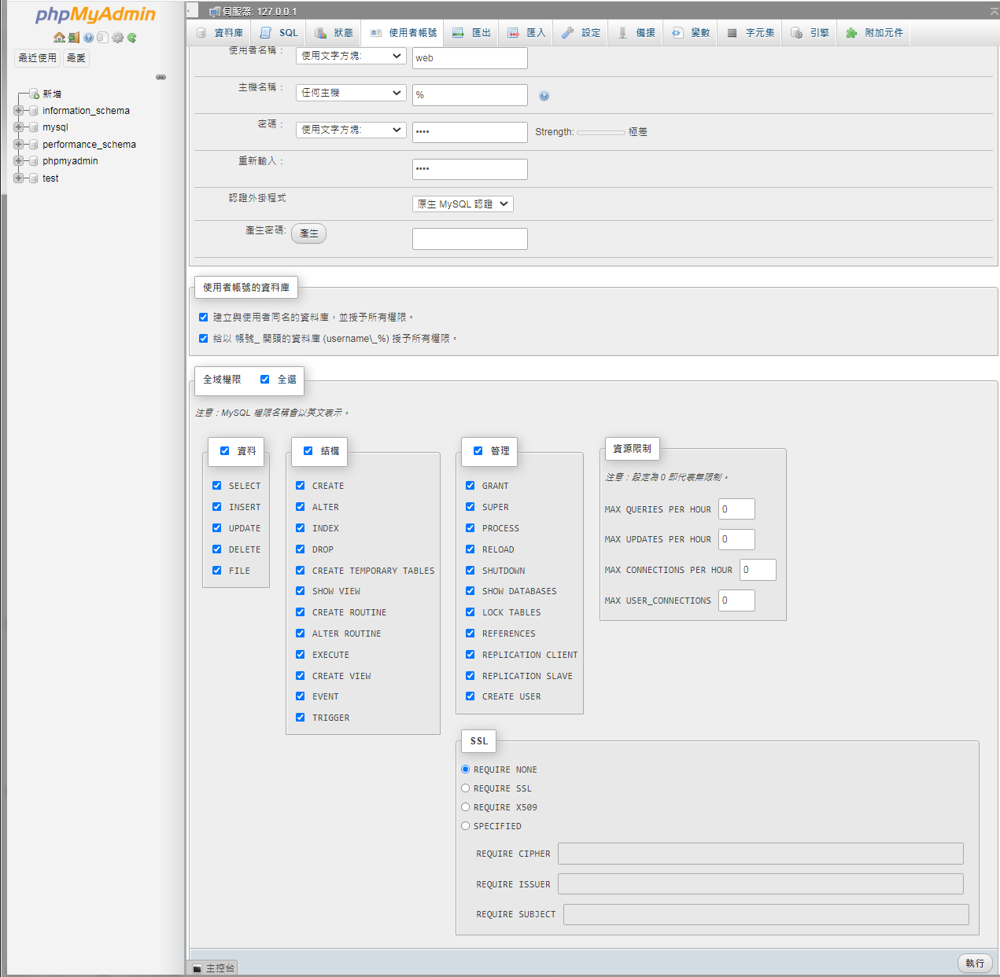 phpMyAdmin
最近使用 最愛
新增
information_schema
mysql
performance_schema
phpmyadmin
test
伺服器: 127.0.0.1
資料庫 SQL 狀態 使用者帳號 匯出 匯入 設定 備援 變數 字元集 引擎 附加元件
使用者名稱： 使用文字方塊: web
主機名稱： 任何主機 %
密碼： 使用文字方塊: •••• Strength: 極差
重新輸入： ••••
認證外掛程式 原生 MySQL 認證
產生密碼: 產生
使用者帳號的資料庫
建立與使用者同名的資料庫，並授予所有權限。
給以 帳號_ 開頭的資料庫 (username\_%) 授予所有權限。
全域權限 全選
注意：MySQL 權限名稱會以英文表示。
資料
SELECT
INSERT
UPDATE
DELETE
FILE
結構
CREATE
ALTER
INDEX
DROP
CREATE TEMPORARY TABLES
SHOW VIEW
CREATE ROUTINE
ALTER ROUTINE
EXECUTE
CREATE VIEW
EVENT
TRIGGER
管理
GRANT
SUPER
PROCESS
RELOAD
SHUTDOWN
SHOW DATABASES
LOCK TABLES
REFERENCES
REPLICATION CLIENT
REPLICATION SLAVE
CREATE USER
資源限制
注意：設定為 0 即代表無限制。
MAX QUERIES PER HOUR 0
MAX UPDATES PER HOUR 0
MAX CONNECTIONS PER HOUR 0
MAX USER_CONNECTIONS 0
SSL
REQUIRE NONE
REQUIRE SSL
REQUIRE X509
SPECIFIED
REQUIRE CIPHER
REQUIRE ISSUER
REQUIRE SUBJECT
主控台
執行